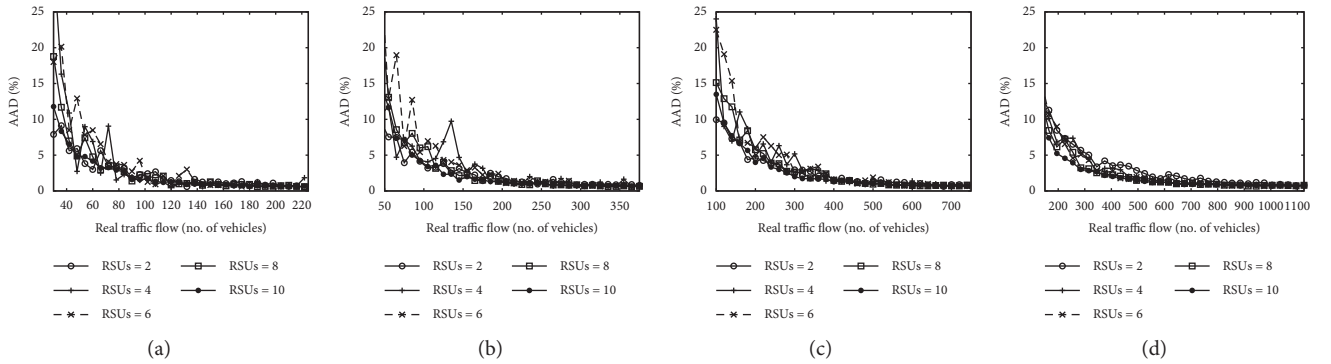 25
20
15
10
5
0
AAD (%)
40 60 80 100 120 140 160 180 200 220
Real traffic flow (no. of vehicles)
RSUs = 2
RSUs = 4
RSUs = 6
RSUs = 8
RSUs = 10
(a)
25
20
15
10
5
0
AAD (%)
50 100 150 200 250 300 350
Real traffic flow (no. of vehicles)
RSUs = 2
RSUs = 4
RSUs = 6
RSUs = 8
RSUs = 10
(b)
25
20
15
10
5
0
AAD (%)
100 200 300 400 500 600 700
Real traffic flow (no. of vehicles)
RSUs = 2
RSUs = 4
RSUs = 6
RSUs = 8
RSUs = 10
(c)
25
20
15
10
5
0
AAD (%)
200 300 400 500 600 700 800 900 1000 1100
Real traffic flow (no. of vehicles)
RSUs = 2
RSUs = 4
RSUs = 6
RSUs = 8
RSUs = 10
(d)